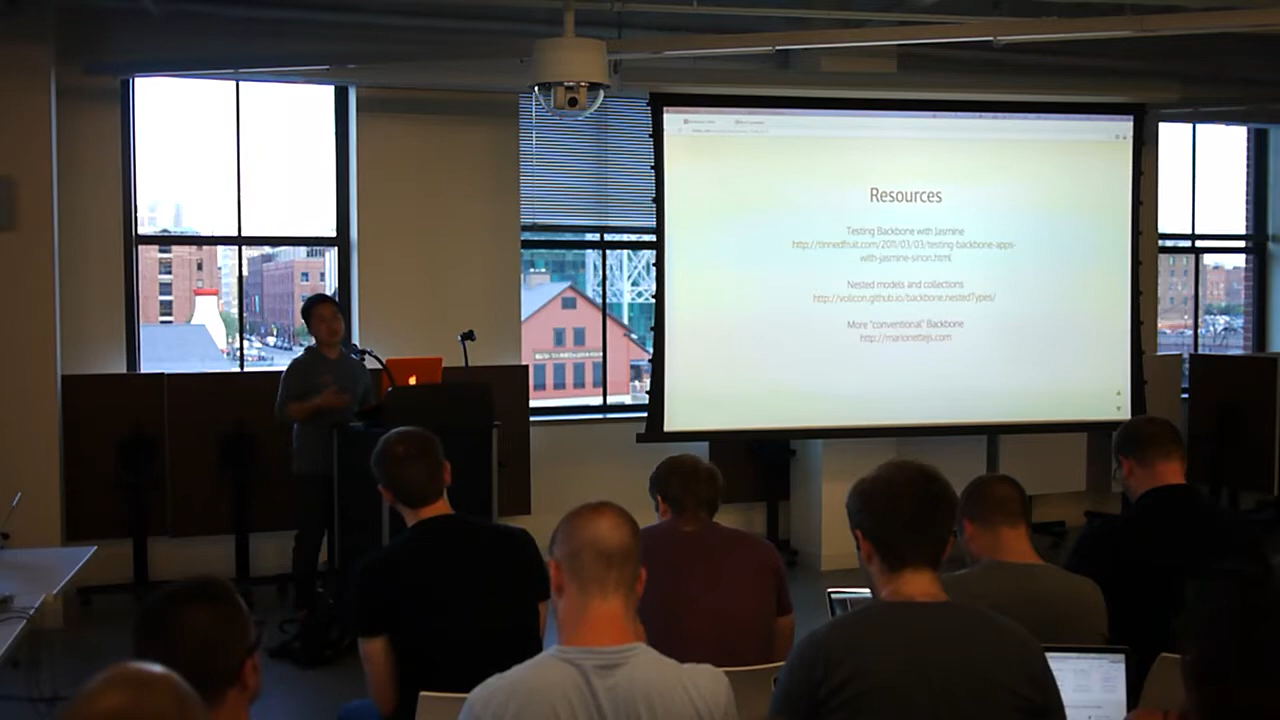 Resources
Testing Backbone with Jasmine
http://tinnedfruit.com/2011/03/03/testing-backbone-apps-
with-jasmine-sinon.html
Nested models and collections
http://volicon.github.io/backbone.nestedTypes/
More "conventional" Backbone
http://marionettejs.com